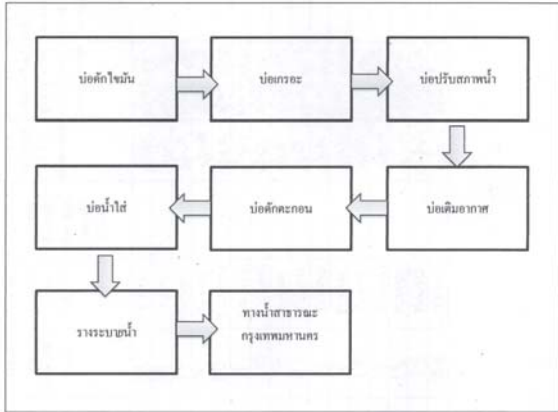 บ่อดักไขมัน
บ่อเกรอะ
บ่อปรับสภาพน้ำ
บ่อเติมอากาศ
บ่อดักตะกอน
บ่อน้ำใส่
รางระบายน้ำ
ทางน้ำสาธารณะ
กรุงเทพมหานคร